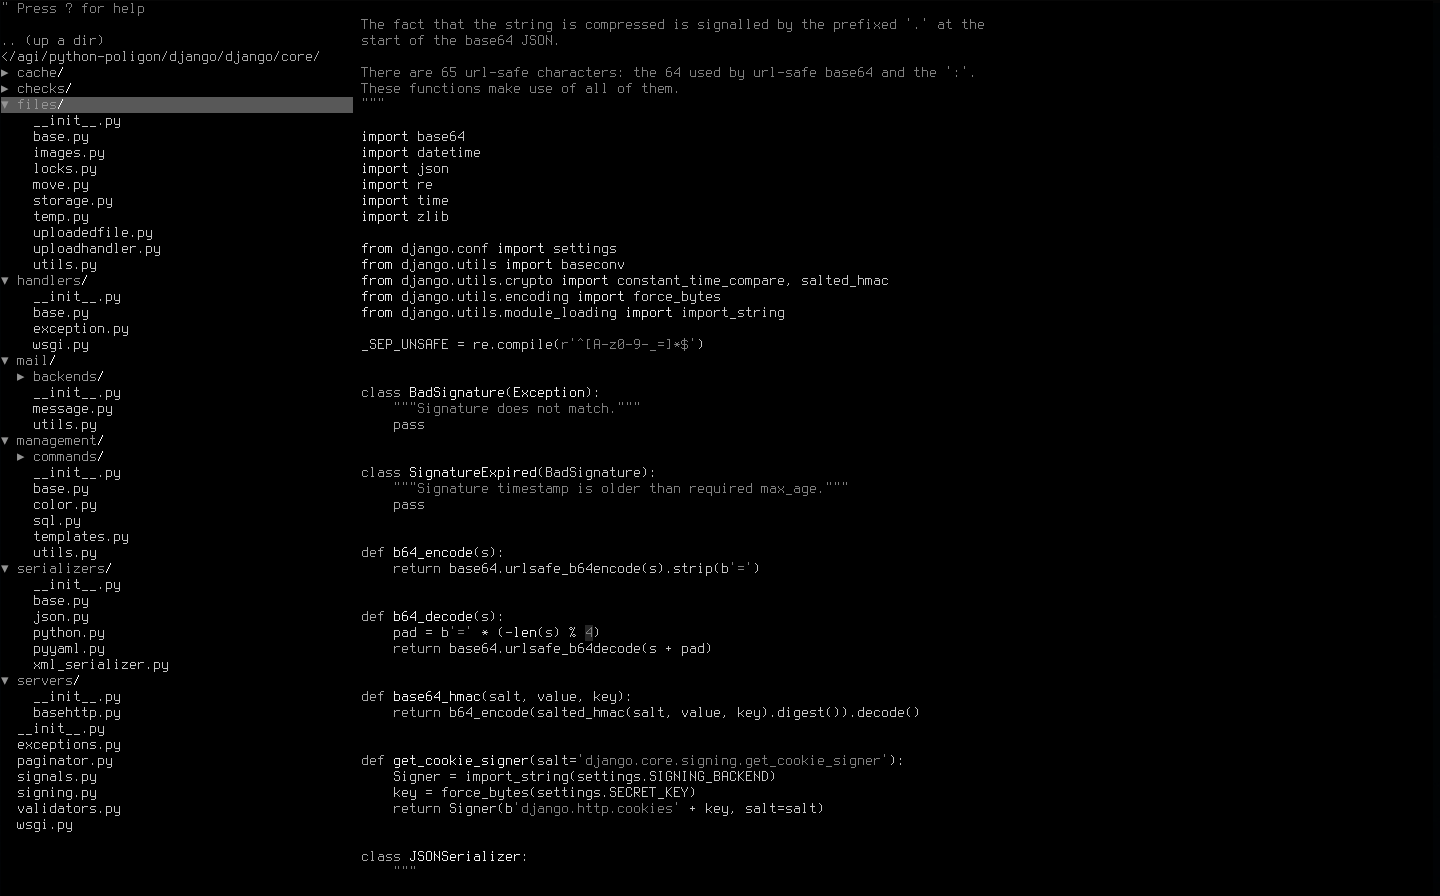 " Press ? for help
.. (up a dir)
</agi/python-poligon/django/django/core/
▶ cache/
▶ checks/
▼ files/
__init__.py
base.py
images.py
locks.py
move.py
storage.py
temp.py
uploadedfile.py
uploadhandler.py
utils.py
▼ handlers/
__init__.py
base.py
exception.py
wsgi.py
▼ mail/
▶ backends/
__init__.py
message.py
utils.py
▼ management/
▶ commands/
__init__.py
base.py
color.py
sql.py
templates.py
utils.py
▼ serializers/
__init__.py
base.py
json.py
python.py
pyyaml.py
xml_serializer.py
▼ servers/
__init__.py
basehttp.py
__init__.py
exceptions.py
paginator.py
signals.py
signing.py
validators.py
wsgi.py
The fact that the string is compressed is signalled by the prefixed '.' at the
start of the base64 JSON.
There are 65 url-safe characters: the 64 used by url-safe base64 and the ':'.
These functions make use of all of them.
"""
import base64
import datetime
import json
import re
import time
import zlib
from django.conf import settings
from django.utils import baseconv
from django.utils.crypto import constant_time_compare, salted_hmac
from django.utils.encoding import force_bytes
from django.utils.module_loading import import_string
_SEP_UNSAFE = re.compile(r'^[A-z0-9-_=]*$')
class BadSignature(Exception):
"""Signature does not match."""
pass
class SignatureExpired(BadSignature):
"""Signature timestamp is older than required max_age."""
pass
def b64_encode(s):
return base64.urlsafe_b64encode(s).strip(b'=')
def b64_decode(s):
pad = b'=' * (-len(s) % 4)
return base64.urlsafe_b64decode(s + pad)
def base64_hmac(salt, value, key):
return b64_encode(salted_hmac(salt, value, key).digest()).decode()
def get_cookie_signer(salt='django.core.signing.get_cookie_signer'):
Signer = import_string(settings.SIGNING_BACKEND)
key = force_bytes(settings.SECRET_KEY)
return Signer(b'django.http.cookies' + key, salt=salt)
class JSONSerializer:
"""